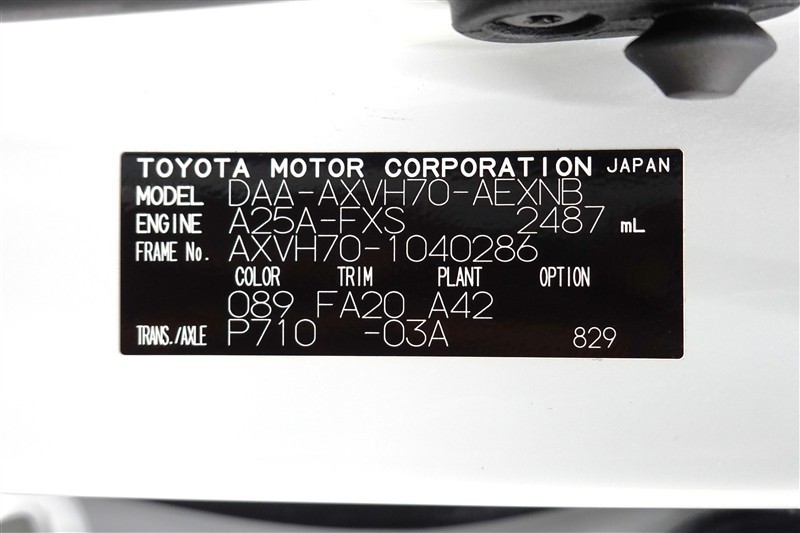 TOYOTA MOTOR CORPORATION JAPAN
MODEL DAA-AXVH70-AEXNB
ENGINE A25A-FXS 2487 mL
FRAME No. AXVH70-1040286
COLOR TRIM PLANT OPTION
089 FA20 A42
TRANS./AXLE P710 -03A 829